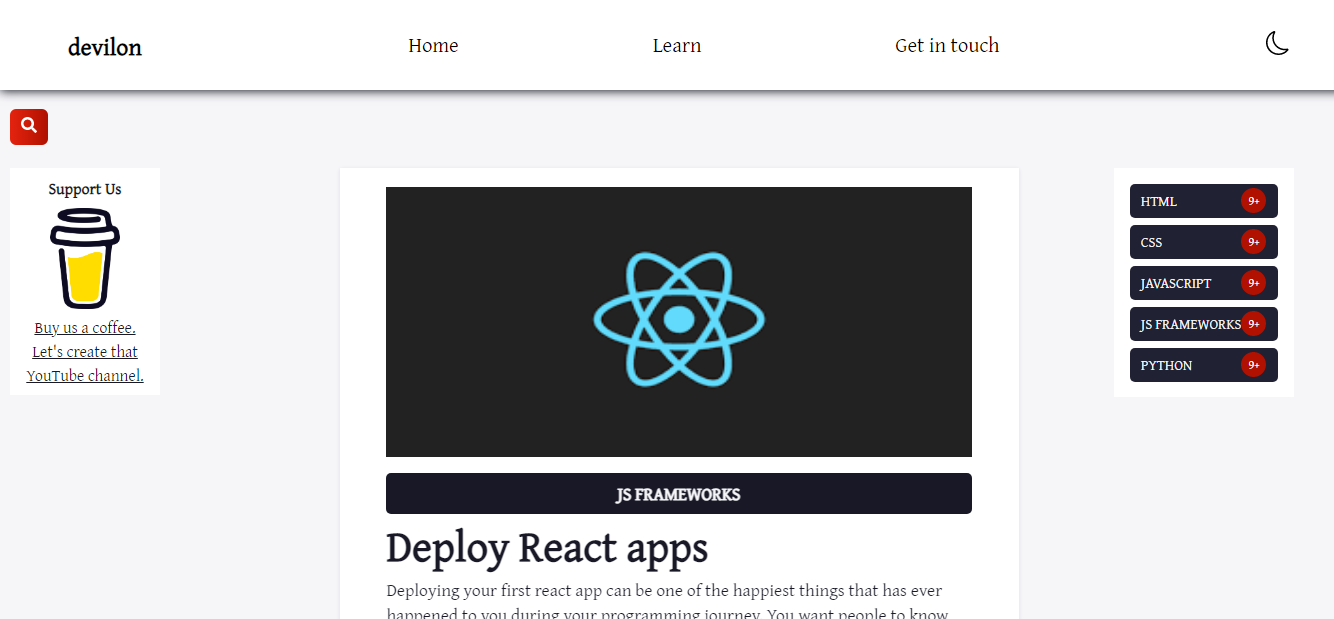 devilon
Home
Learn
Get in touch
Support Us
Buy us a coffee.
Let's create that
YouTube channel.
HTML 9+
CSS 9+
JAVASCRIPT 9+
JS FRAMEWORKS 9+
PYTHON 9+
JS FRAMEWORKS
Deploy React apps
Deploying your first react app can be one of the happiest things that has ever
happened to you during your programming journey. You want people to know